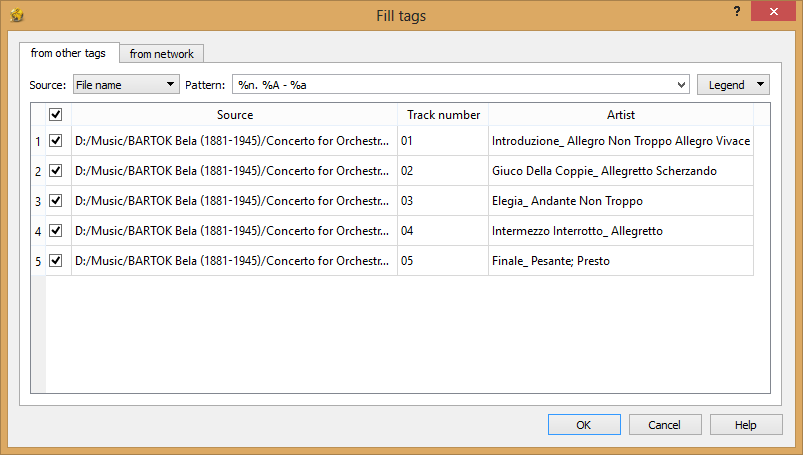 Fill tags
?
from other tags from network
Source: File name Pattern: %n. %A - %a Legend
Source Track number Artist
1 D:/Music/BARTOK Bela (1881-1945)/Concerto for Orchestr... 01 Introduzione_ Allegro Non Troppo Allegro Vivace
2 D:/Music/BARTOK Bela (1881-1945)/Concerto for Orchestr... 02 Giuco Della Coppie_ Allegretto Scherzando
3 D:/Music/BARTOK Bela (1881-1945)/Concerto for Orchestr... 03 Elegia_ Andante Non Troppo
4 D:/Music/BARTOK Bela (1881-1945)/Concerto for Orchestr... 04 Intermezzo Interrotto_ Allegretto
5 D:/Music/BARTOK Bela (1881-1945)/Concerto for Orchestr... 05 Finale_ Pesante; Presto
OK Cancel Help